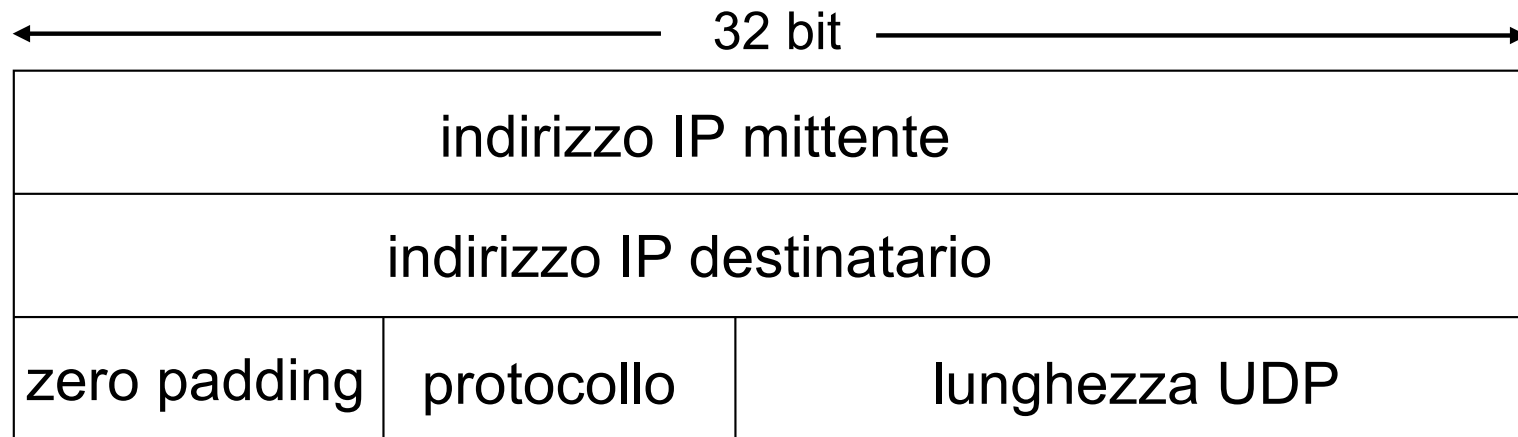 32 bit
indirizzo IP mittente
indirizzo IP destinatario
zero padding protocollo lunghezza UDP